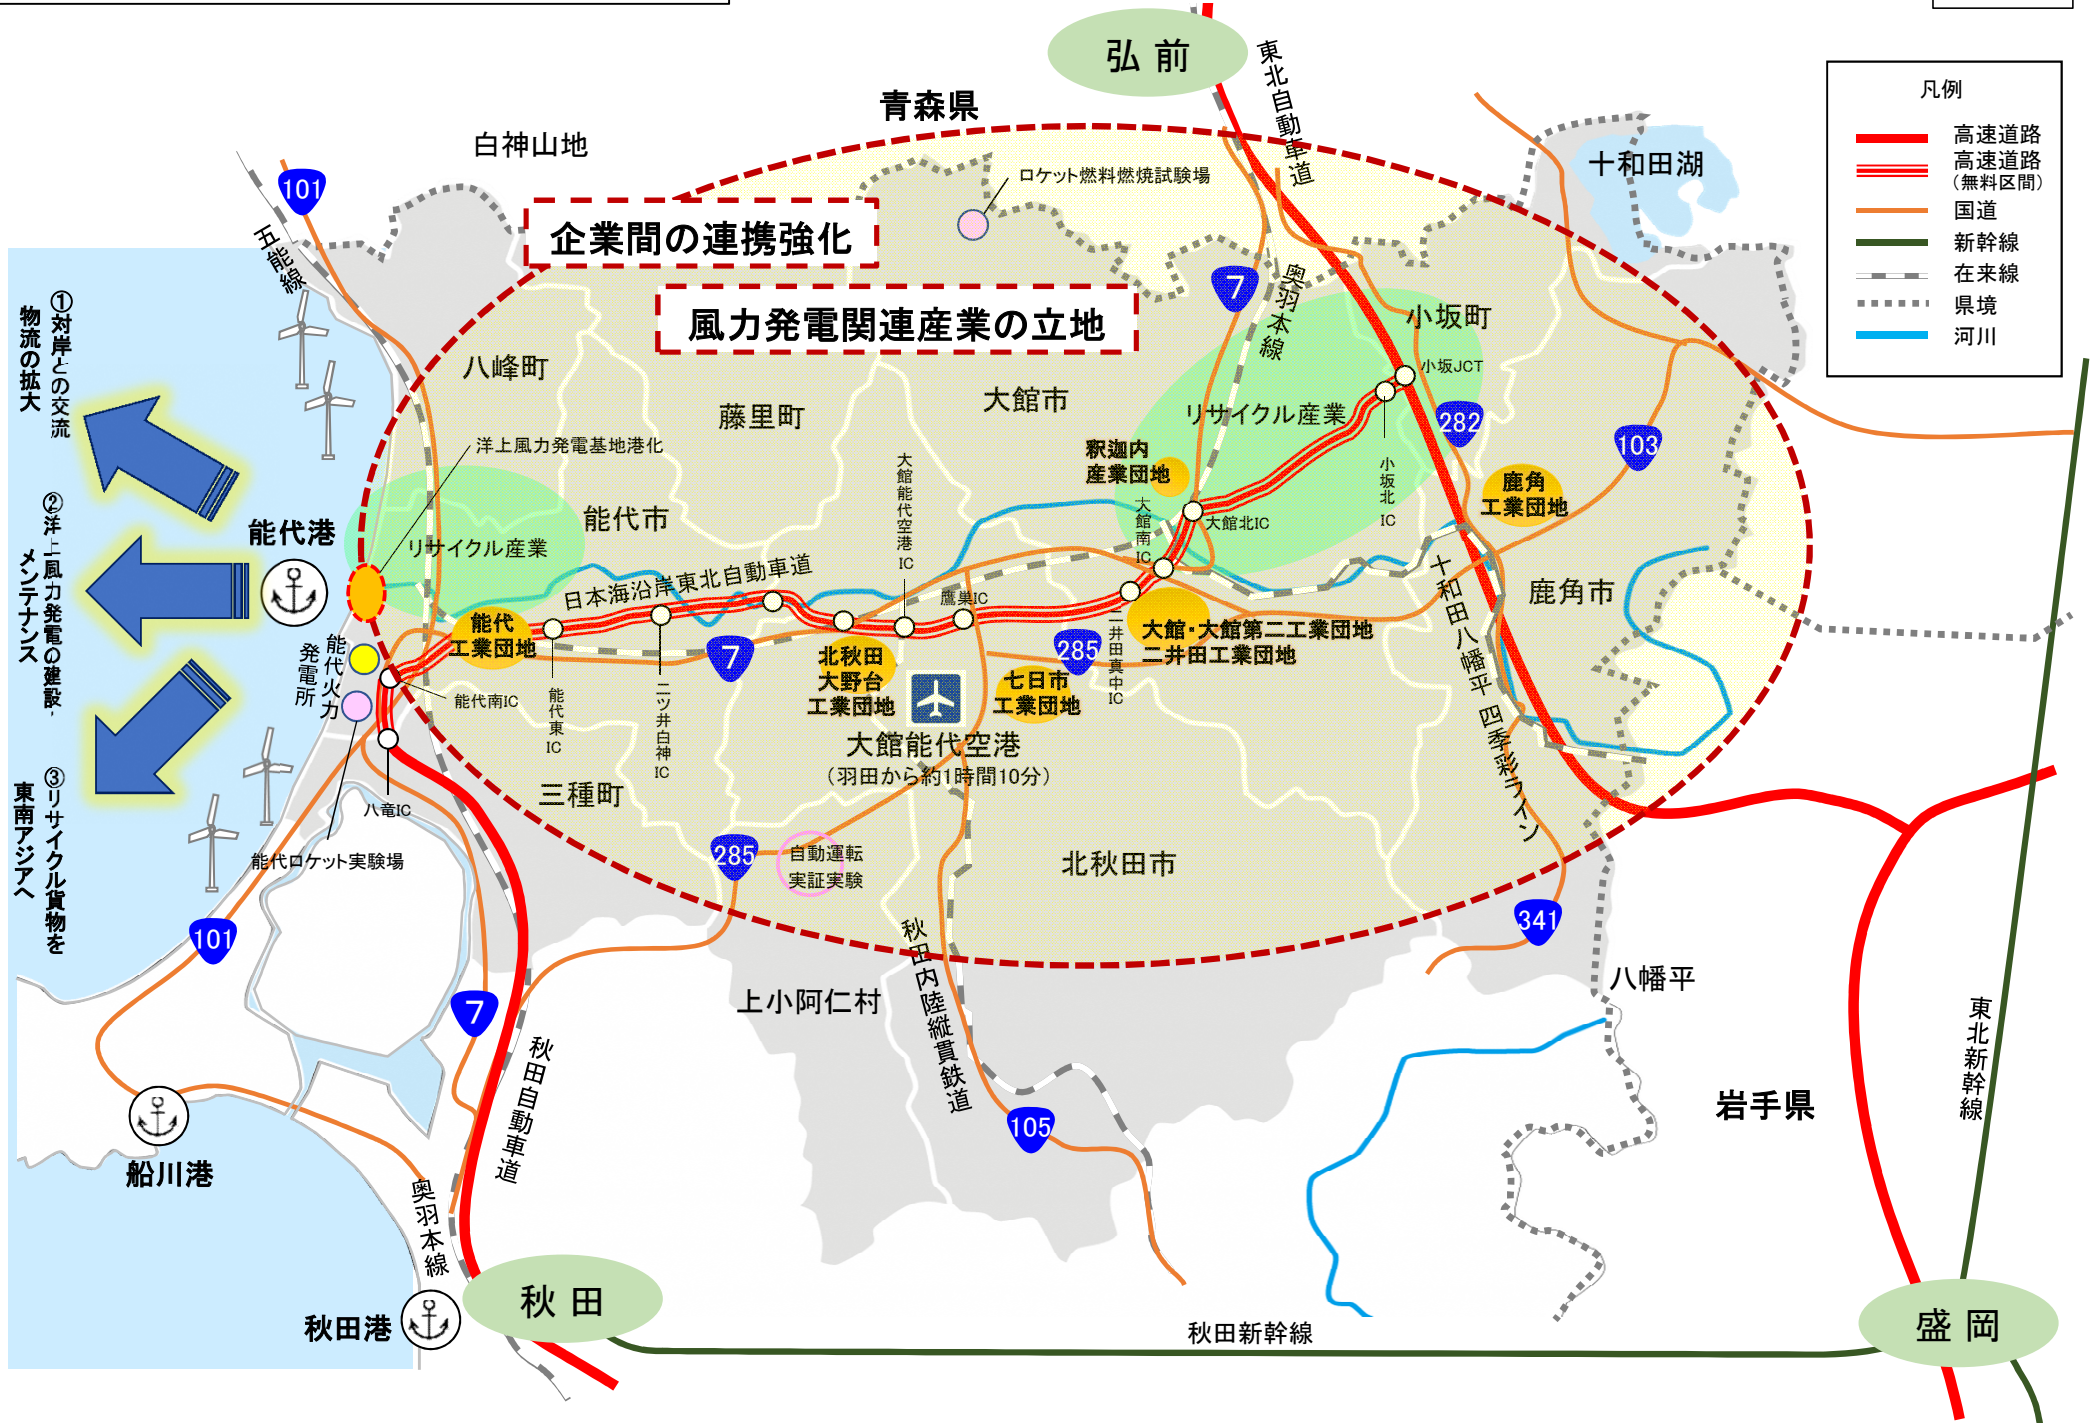 弘 前
青森県
白神山地
東北自動車道
十和田湖
凡例
高速道路
高速道路
（無料区間）
国道
新幹線
在来線
県境
河川
101
五能線
ロケット燃料燃焼試験場
企業間の連携強化
風力発電関連産業の立地
7
奥羽本線
小坂町
小坂JCT
①対岸との交流
物流の拡大
八峰町
藤里町
大館市
リサイクル産業
282
103
洋上風力発電基地港化
釈迦内
産業団地
小坂北IC
鹿角
工業団地
大館能代空港IC
大館南IC
大館北IC
能代港
能代市
リサイクル産業
②洋上風力発電の建設，
メンテナンス
日本海沿岸東北自動車道
鷹巣IC
十和田八幡平 四季彩ライン
鹿角市
能代
工業団地
能代火力
発電所
能代南IC
能代東IC
二ツ井白神IC
7
北秋田
大野台
工業団地
285
七日市
工業団地
二井田真中IC
大館・大館第二工業団地
二井田工業団地
大館能代空港
（羽田から約1時間10分）
③リサイクル貨物を
東南アジアへ
八竜IC
三種町
能代ロケット実験場
285
自動運転
実証実験
北秋田市
341
101
7
上小阿仁村
秋田内陸縦貫鉄道
八幡平
東北新幹線
秋田自動車道
105
岩手県
船川港
奥羽本線
秋田港
秋 田
秋田新幹線
盛 岡